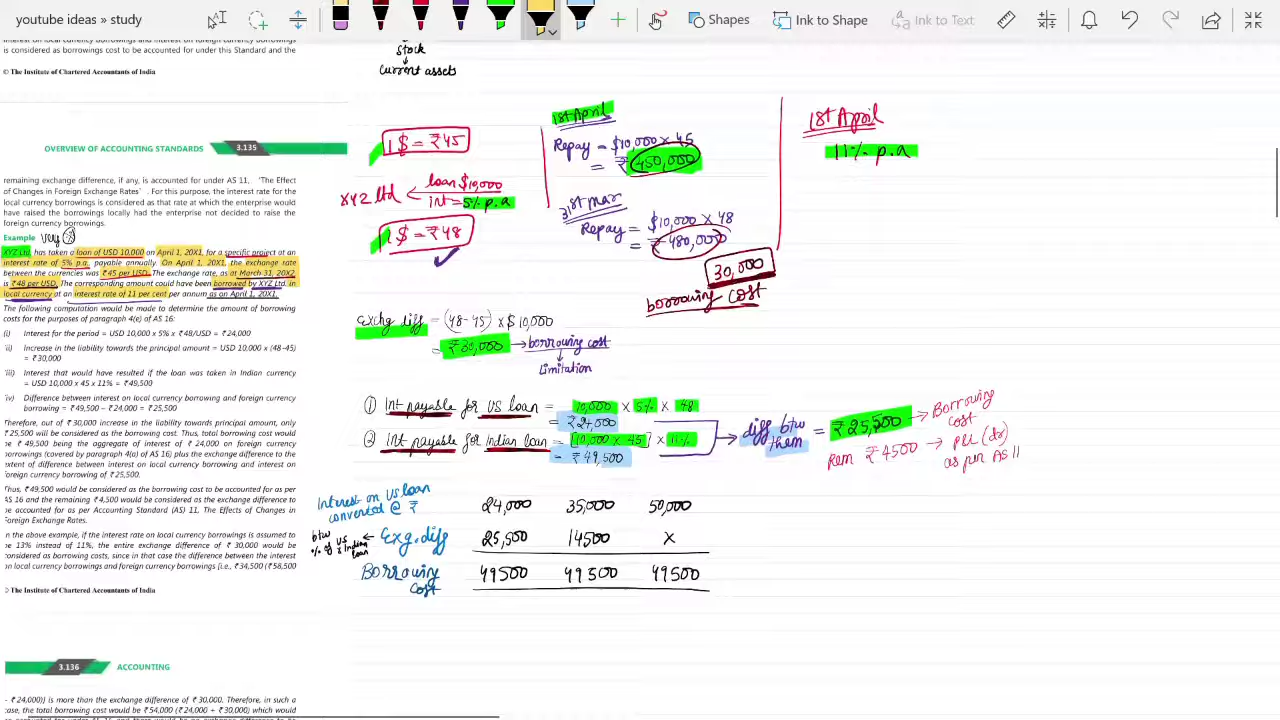 youtube ideas » study
Shapes
Ink to Shape
Ink to Text
is considered as borrowings cost to be accounted for under this Standard and the
© The Institute of Chartered Accountants of India
OVERVIEW OF ACCOUNTING STANDARDS 3.135
remaining exchange difference, if any, is accounted for under AS 11, 'The Effect
of Changes in Foreign Exchange Rates' . For this purpose, the interest rate for the
local currency borrowings is considered as that rate at which the enterprise would
have raised the borrowings locally had the enterprise not decided to raise the
foreign currency borrowings.
Example very
XYZ Ltd. has taken a loan of USD 10,000 on April 1, 20X1, for a specific project at an
interest rate of 5% p.a., payable annually. On April 1, 20X1, the exchange rate
between the currencies was ₹45 per USD. The exchange rate, as at March 31, 20X2,
is ₹48 per USD. The corresponding amount could have been borrowed by XYZ Ltd. in
local currency at an interest rate of 11 per cent per annum as on April 1, 20X1.
The following computation would be made to determine the amount of borrowing
costs for the purposes of paragraph 4(e) of AS 16:
(i) Interest for the period = USD 10,000 x 5% x ₹48/USD = ₹24,000
ii) Increase in the liability towards the principal amount = USD 10,000 x (48-45)
= ₹30,000
iii) Interest that would have resulted if the loan was taken in Indian currency
= USD 10,000 x 45 x 11% = ₹49,500
iv) Difference between interest on local currency borrowing and foreign currency
borrowing = ₹49,500 – ₹24,000 = ₹25,500
Therefore, out of ₹30,000 increase in the liability towards principal amount, only
₹25,500 will be considered as the borrowing cost. Thus, total borrowing cost would
be ₹49,500 being the aggregate of interest of ₹24,000 on foreign currency
borrowings (covered by paragraph 4(a) of AS 16) plus the exchange difference to the
extent of difference between interest on local currency borrowing and interest on
foreign currency borrowing of ₹25,500.
Thus, ₹49,500 would be considered as the borrowing cost to be accounted for as per
AS 16 and the remaining ₹4,500 would be considered as the exchange difference to
be accounted for as per Accounting Standard (AS) 11, The Effects of Changes in
Foreign Exchange Rates.
in the above example, if the interest rate on local currency borrowings is assumed to
be 13% instead of 11%, the entire exchange difference of ₹30,000 would be
considered as borrowing costs, since in that case the difference between the interest
on local currency borrowings and foreign currency borrowings [i.e., ₹34,500 (₹58,500
© The Institute of Chartered Accountants of India
3.136 ACCOUNTING
- ₹24,000)] is more than the exchange difference of ₹30,000. Therefore, in such a
case, the total borrowing cost would be ₹54,000 (₹24,000 + ₹30,000) which would
stock
current assets
1 $ = ₹45
XYZ Ltd ← loan $10,000
int = 5% p.a
1 $ = ₹48
1st April
Repay = $10,000 x 45
= ₹ 450,000
31st Mar
Repay = $10,000 x 48
= ₹ 480,000
30,000
borrowing cost
1st April
11% p.a
exchg diff = (48-45) x $10,000
= ₹30,000 → borrowing cost
Limitation
① Int payable for US loan = 10,000 x 5% x 48
= ₹24,000
② Int payable for Indian loan = [10,000 x 45] x 11%
= ₹49,500
→ diff btw them = ₹25,500 → Borrowing cost
Rem ₹4500 → P&L (dr) as per AS 11
Interest on US loan converted @ ₹ 24,000 35,000 50,000
btw % of US & Indian loan ← Exg. diff 25,500 14500 x
Borrowing cost 49500 49500 49500